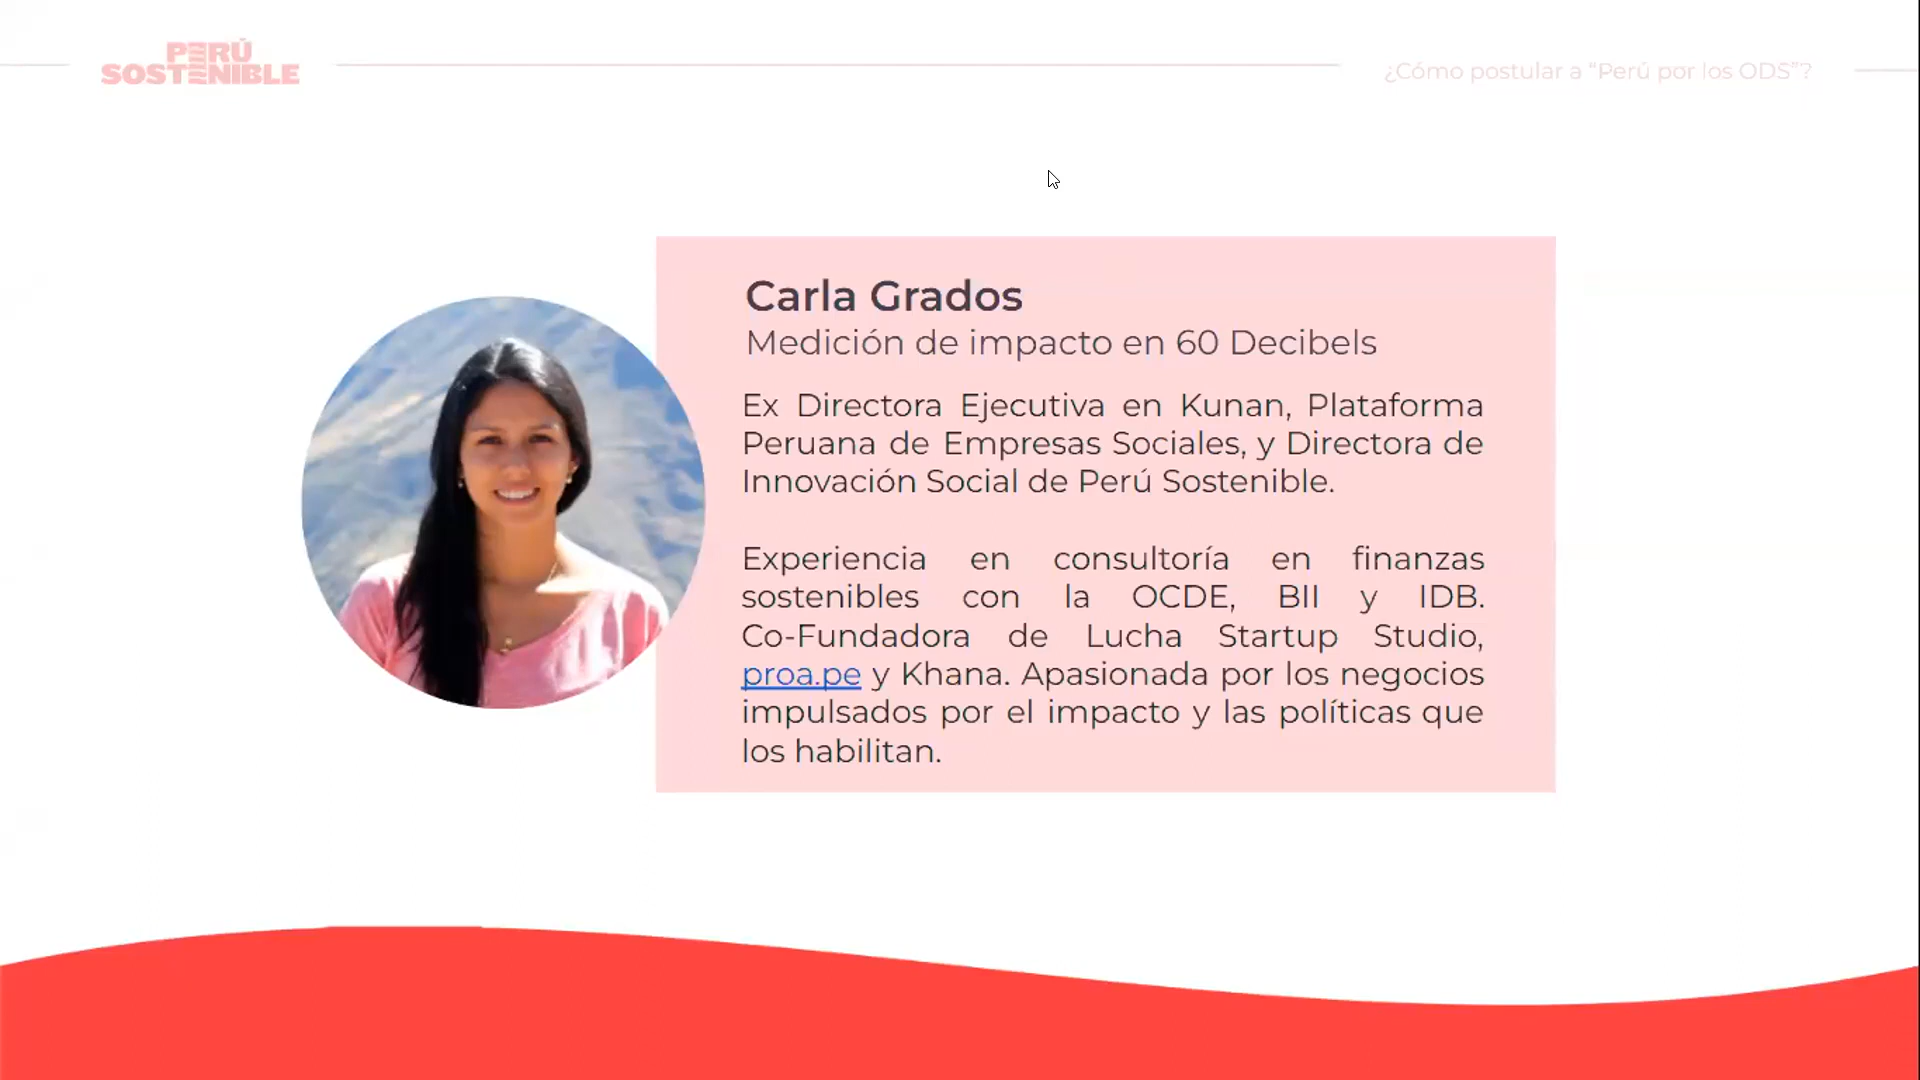 PERÚ
SOSTENIBLE
¿Cómo postular a “Perú por los ODS”?
Carla Grados
Medición de impacto en 60 Decibels
Ex Directora Ejecutiva en Kunan, Plataforma
Peruana de Empresas Sociales, y Directora de
Innovación Social de Perú Sostenible.
Experiencia en consultoría en finanzas
sostenibles con la OCDE, BII y IDB.
Co-Fundadora de Lucha Startup Studio,
proa.pe y Khana. Apasionada por los negocios
impulsados por el impacto y las políticas que
los habilitan.